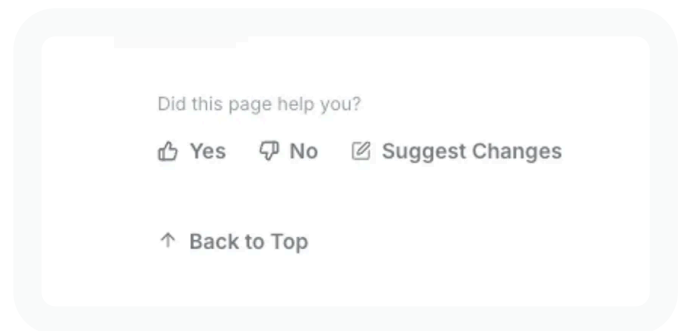 Did this page help you?
Yes No Suggest Changes
Back to Top